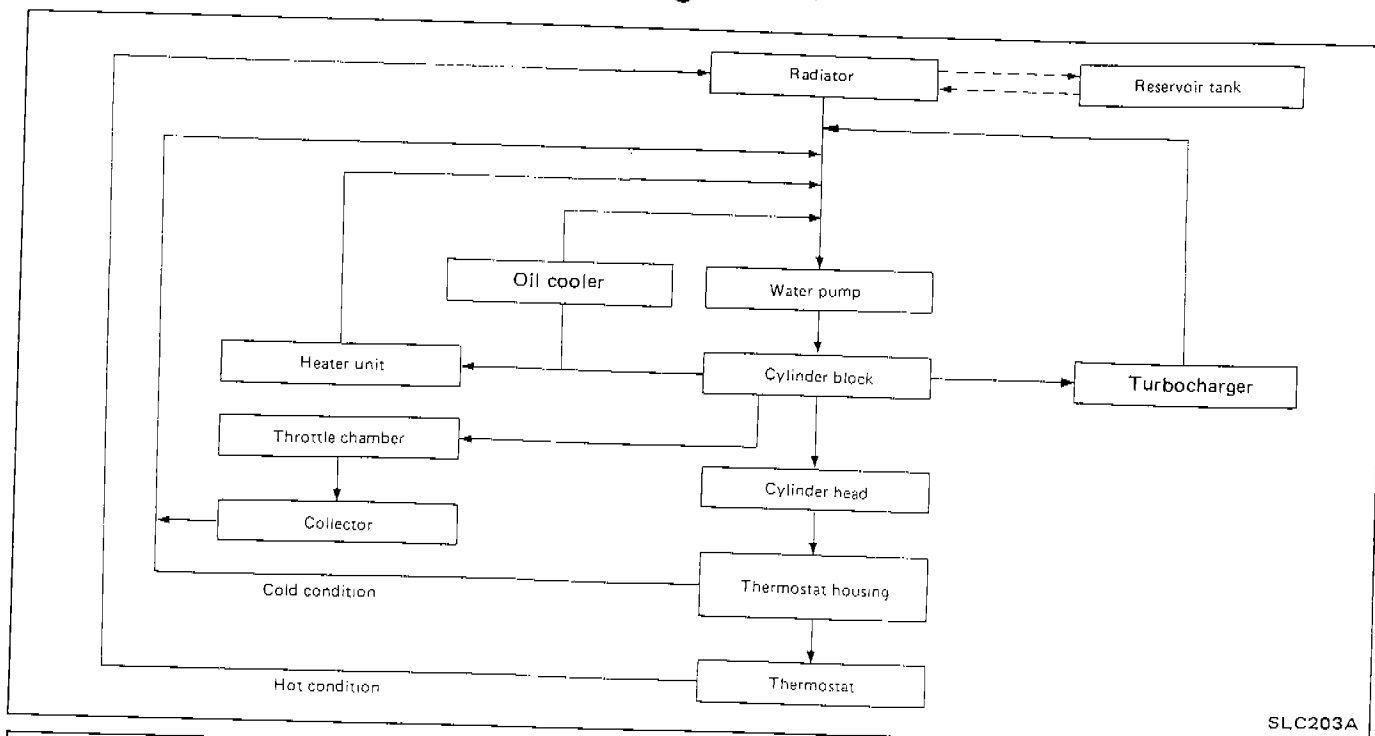 Radiator
Reservoir tank
Oil cooler
Water pump
Heater unit
Cylinder block
Turbocharger
Throttle chamber
Cylinder head
Collector
Cold condition
Thermostat housing
Hot condition
Thermostat
SLC203A